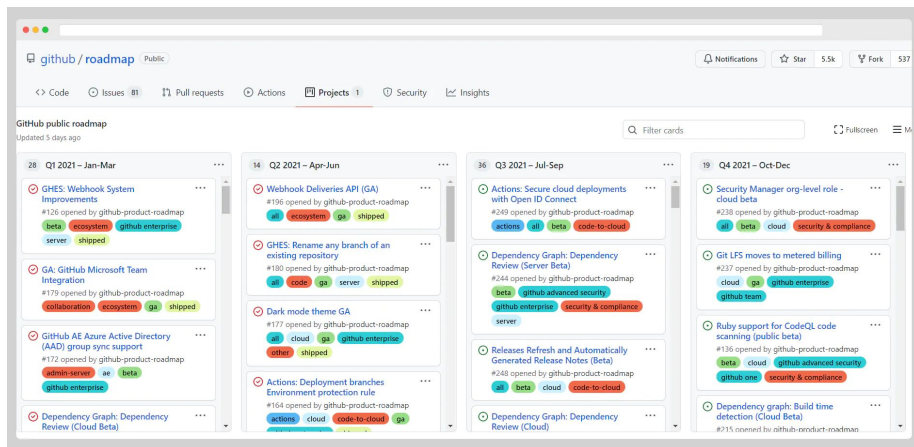 github / roadmap Public
Notifications Star 5.5k Fork 537
Code Issues 81 Pull requests Actions Projects 1 Security Insights
GitHub public roadmap
Updated 5 days ago
Filter cards
Fullscreen
28 Q1 2021 – Jan-Mar
GHES: Webhook System
Improvements
#126 opened by github-product-roadmap
beta ecosystem github enterprise
server shipped
GA: GitHub Microsoft Team
Integration
#179 opened by github-product-roadmap
collaboration ecosystem ga shipped
GitHub AE Azure Active Directory
(AAD) group sync support
#172 opened by github-product-roadmap
admin-server ae beta
github enterprise
Dependency Graph: Dependency
Review (Cloud Beta)
14 Q2 2021 – Apr-Jun
Webhook Deliveries API (GA)
#196 opened by github-product-roadmap
all ecosystem ga shipped
GHES: Rename any branch of an
existing repository
#180 opened by github-product-roadmap
all code ga server shipped
Dark mode theme GA
#177 opened by github-product-roadmap
all cloud ga github enterprise
other shipped
Actions: Deployment branches
Environment protection rule
#164 opened by github-product-roadmap
actions cloud code-to-cloud ga
36 Q3 2021 – Jul-Sep
Actions: Secure cloud deployments
with Open ID Connect
#249 opened by github-product-roadmap
actions all beta code-to-cloud
Dependency Graph: Dependency
Review (Server Beta)
#244 opened by github-product-roadmap
beta github advanced security
github enterprise security & compliance
server
Releases Refresh and Automatically
Generated Release Notes (Beta)
#248 opened by github-product-roadmap
all beta cloud code-to-cloud
Dependency Graph: Dependency
Review (Cloud)
19 Q4 2021 – Oct-Dec
Security Manager org-level role -
cloud beta
#238 opened by github-product-roadmap
all beta cloud security & compliance
Git LFS moves to metered billing
#237 opened by github-product-roadmap
cloud ga github enterprise
github team
Ruby support for CodeQL code
scanning (public beta)
#136 opened by github-product-roadmap
beta cloud github advanced security
github one security & compliance
Dependency graph: Build time
detection (Cloud Beta)
#215 opened by github-product-roadmap